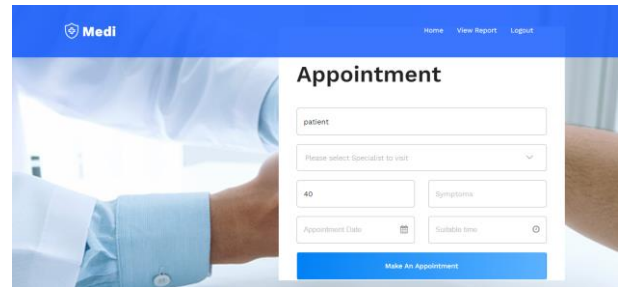 Medi
Home View Report Logout
Appointment
patient
Please select Specialist to visit
40 Symptoms
Appointment Date Suitable time
Make An Appointment